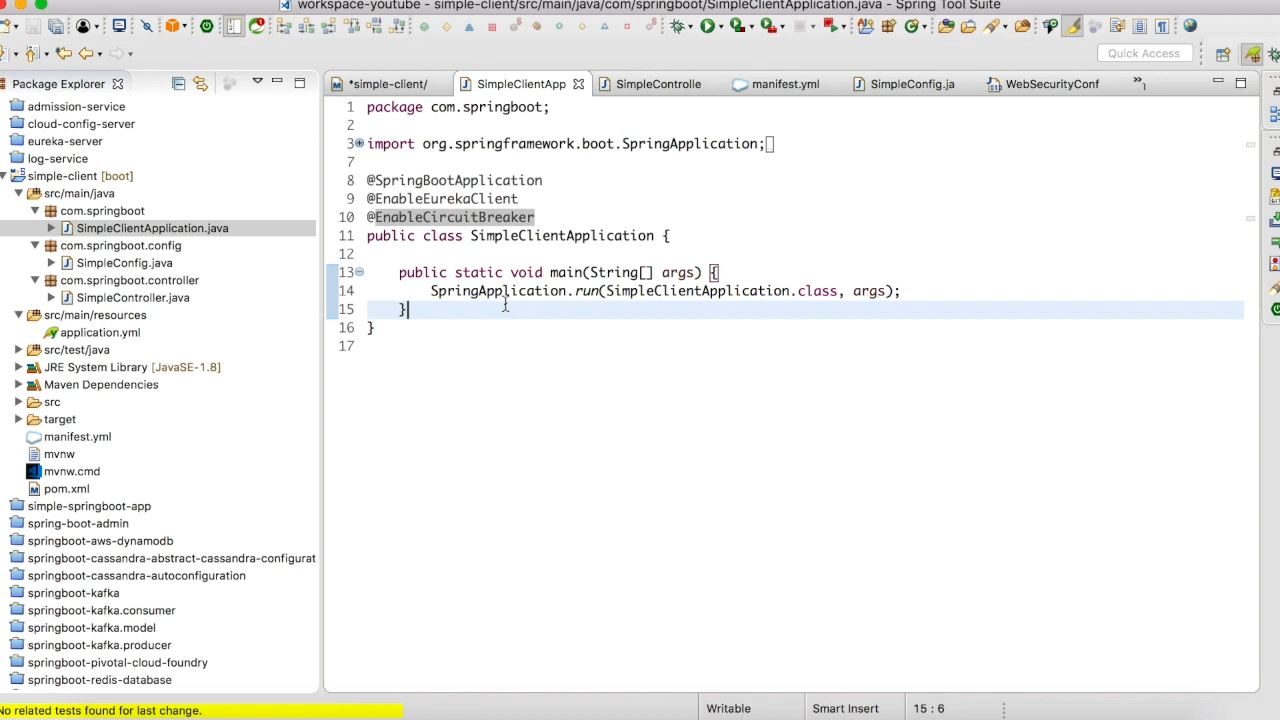 workspace-youtube - simple-client/src/main/java/com/springboot/SimpleClientApplication.java - Spring Tool Suite
Quick Access
Package Explorer
*simple-client/
SimpleClientApp
SimpleControlle
manifest.yml
SimpleConfig.ja
WebSecurityConf
admission-service
cloud-config-server
eureka-server
log-service
simple-client [boot]
src/main/java
com.springboot
SimpleClientApplication.java
com.springboot.config
SimpleConfig.java
com.springboot.controller
SimpleController.java
src/main/resources
application.yml
src/test/java
JRE System Library [JavaSE-1.8]
Maven Dependencies
src
target
manifest.yml
mvnw
mvnw.cmd
pom.xml
simple-springboot-app
spring-boot-admin
springboot-aws-dynamodb
springboot-cassandra-abstract-cassandra-configurat
springboot-cassandra-autoconfiguration
springboot-kafka
springboot-kafka.consumer
springboot-kafka.model
springboot-kafka.producer
springboot-pivotal-cloud-foundry
springboot-redis-database
1 package com.springboot;
2
3 import org.springframework.boot.SpringApplication;
7
8 @SpringBootApplication
9 @EnableEurekaClient
10 @EnableCircuitBreaker
11 public class SimpleClientApplication {
12
13 public static void main(String[] args) {
14 SpringApplication.run(SimpleClientApplication.class, args);
15 }
16 }
17
No related tests found for last change.
Writable
Smart Insert
15 : 6